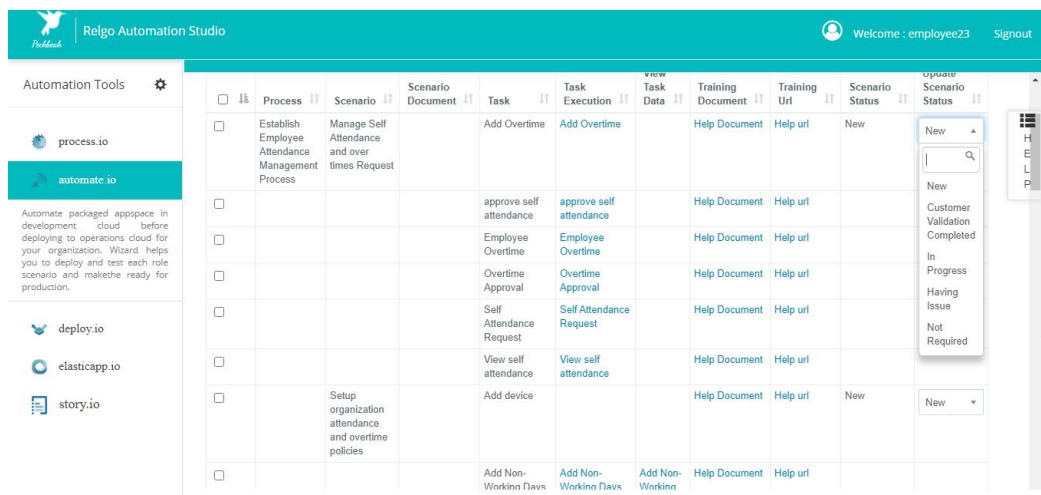 Peckbeak
Relgo Automation Studio
Welcome : employee23
Signout
Automation Tools
process.io
automate.io
Automate packaged appspace in
development cloud before
deploying to operations cloud for
your organization. Wizard helps
you to deploy and test each role
scenario and makethe ready for
production.
deploy.io
elasticapp.io
story.io
Process
Scenario
Scenario
Document
Task
Task
Execution
View
Task
Data
Training
Document
Training
Url
Scenario
Status
Update
Scenario
Status
Establish
Employee
Attendance
Management
Process
Manage Self
Attendance
and over
times Request
Add Overtime
Add Overtime
Help Document
Help url
New
New
New
Customer
Validation
Completed
In
Progress
Having
Issue
Not
Required
approve self
attendance
approve self
attendance
Help Document
Help url
Employee
Overtime
Employee
Overtime
Help Document
Help url
Overtime
Approval
Overtime
Approval
Help Document
Help url
Self
Attendance
Request
Self Attendance
Request
Help Document
Help url
View self
attendance
View self
attendance
Help Document
Help url
Setup
organization
attendance
and overtime
policies
Add device
Help Document
Help url
New
New
Add Non-
Working Days
Add Non-
Working Days
Add Non-
Working
Help Document
Help url
H
E
L
P